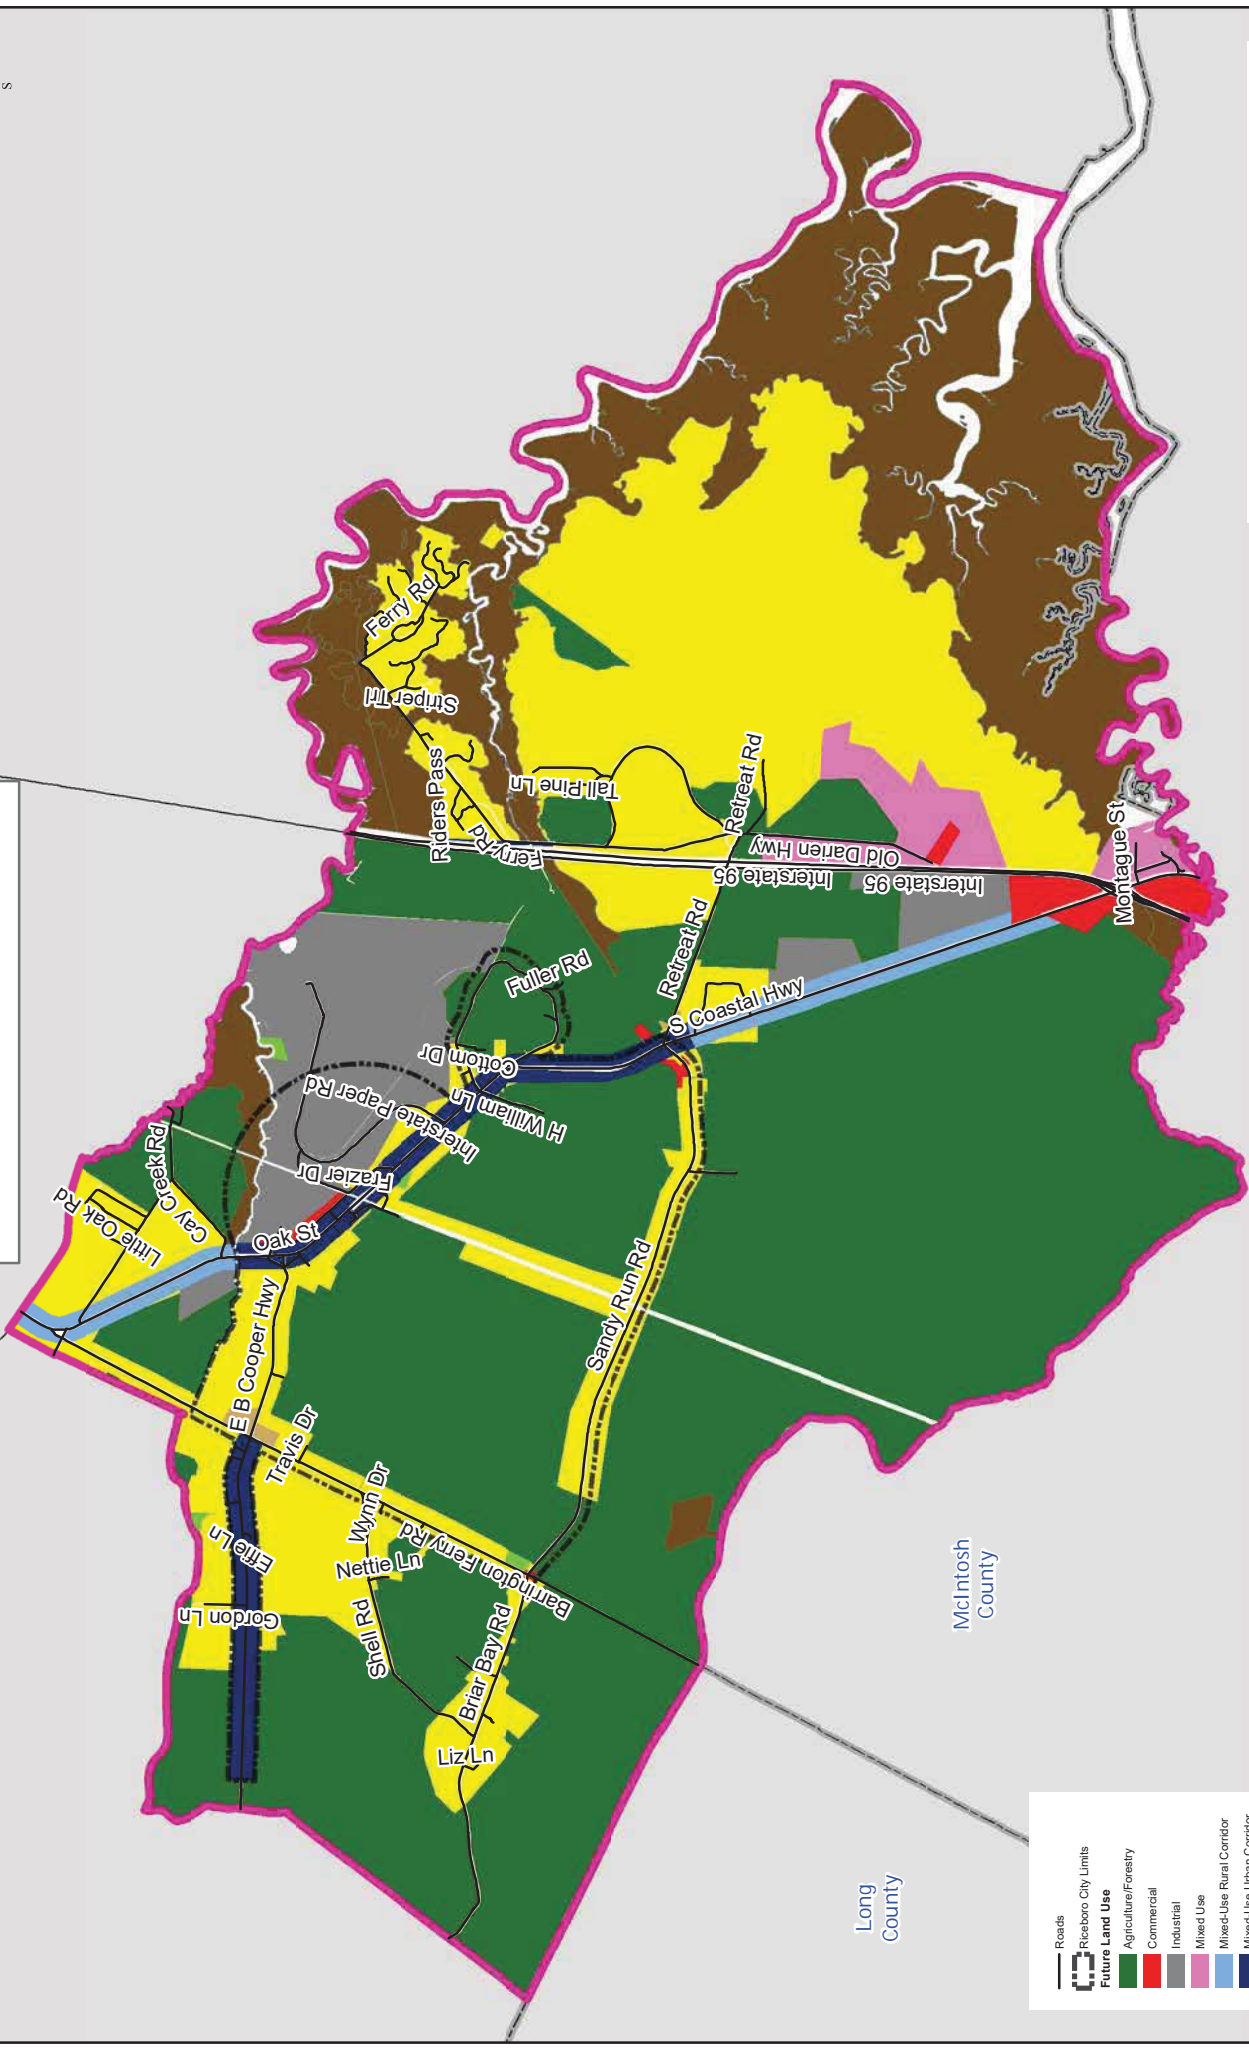 s
Ferry Rd
Striper Trl
Riders Pass
Tall Pine Ln
Ferry Rd
Retreat Rd
Old Darien Hwy
Interstate 95
Interstate 95
Montague St
Retreat Rd
Fuller Rd
S Coastal Hwy
Cottom Dr
H William Ln
Interstate Paper Rd
Frazier Dr
Cay Creek Rd
Little Oak Rd
Oak St
E B Cooper Hwy
Sandy Run Rd
Travis Dr
Wynn Dr
Effie Ln
Nettie Ln
Barrington Ferry Rd
Gordon Ln
Shell Rd
Briar Bay Rd
Liz Ln
McIntosh
County
Long
County
Roads
Riceboro City Limits
Future Land Use
Agriculture/Forestry
Commercial
Industrial
Mixed Use
Mixed-Use Rural Corridor
Mixed-Use Urban Corridor